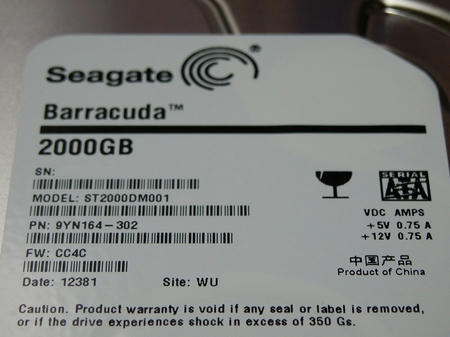 Seagate®
Barracuda™
2000GB
SN:
MODEL: ST2000DM001
PN: 9YN164-302
FW: CC4C
Date: 12381 Site: WU
SERIAL
ATA
VDC AMPS
+5V 0.75 A
+12V 0.75 A
中国产品
Product of China
Caution. Product warranty is void if any seal or label is removed,
or if the drive experiences shock in excess of 350 Gs.